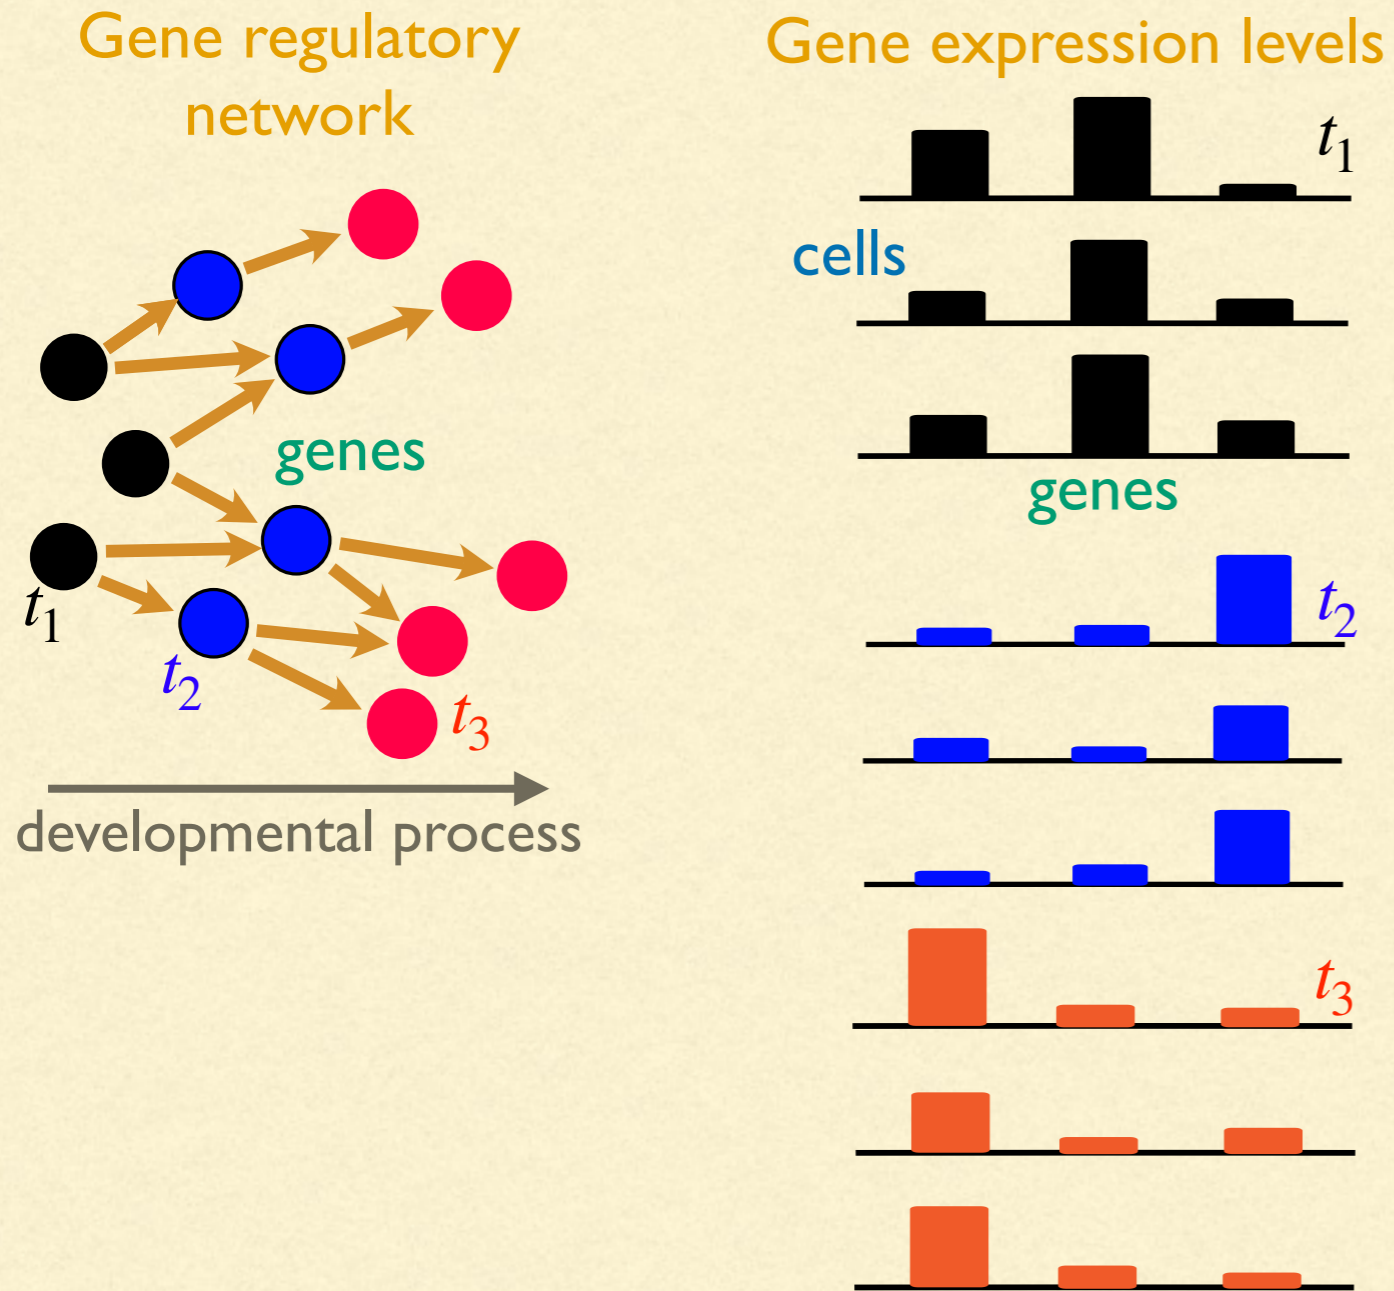 Gene regulatory
network
genes
t₁
t₂
t₃
developmental process
Gene expression levels
t₁
cells
genes
t₂
t₃